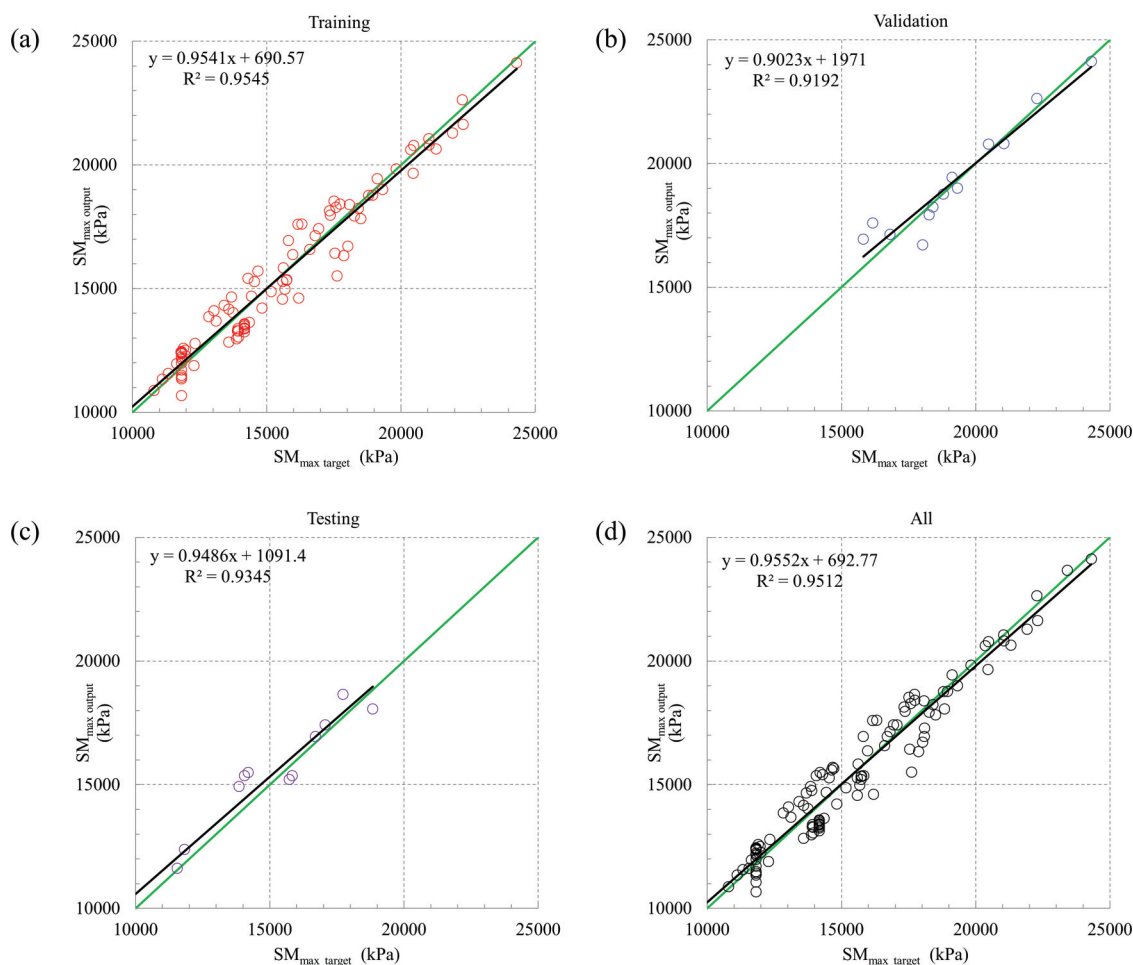 (a)
Training
y = 0.9541x + 690.57
R² = 0.9545
25000
20000
15000
10000
SMmax output
(kPa)
10000 15000 20000 25000
SMmax target (kPa)
(b)
Validation
y = 0.9023x + 1971
R² = 0.9192
25000
20000
15000
10000
SMmax output
(kPa)
10000 15000 20000 25000
SMmax target (kPa)
(c)
Testing
y = 0.9486x + 1091.4
R² = 0.9345
25000
20000
15000
10000
SMmax output
(kPa)
10000 15000 20000 25000
SMmax target (kPa)
(d)
All
y = 0.9552x + 692.77
R² = 0.9512
25000
20000
15000
10000
SMmax output
(kPa)
10000 15000 20000 25000
SMmax target (kPa)